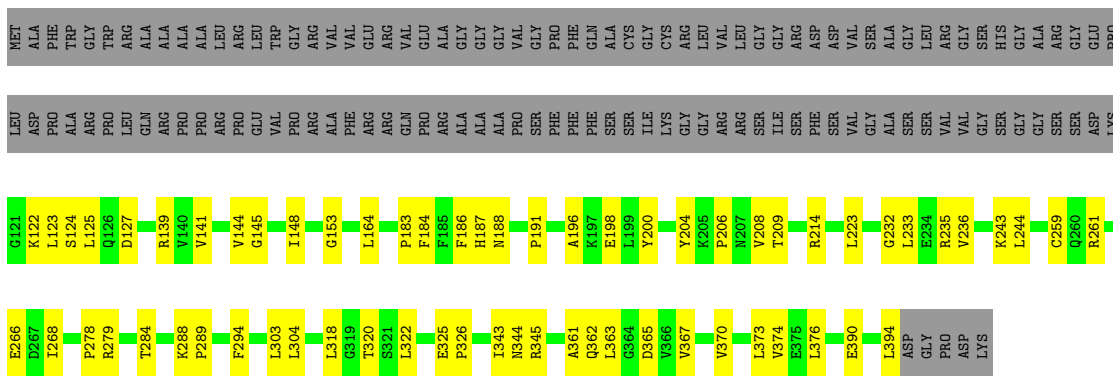 MET ALA PHE TRP GLY TRP ARG ALA ALA ALA ALA LEU ARG LEU TRP GLY ARG VAL VAL GLU ARG VAL GLU ALA GLY GLY GLY VAL GLY PRO PHE GLN ALA CYS GLY CYS ARG LEU VAL LEU GLY GLY ARG ASP ASP VAL SER ALA GLY LEU ARG GLY SER HIS GLY ALA ARG GLY GLU PRO
LEU ASP PRO ALA ARG PRO LEU GLN ARG PRO PRO ARG PRO GLU VAL PRO ARG ALA PHE ARG ARG GLN PRO ARG ALA ALA ALA PRO SER PHE PHE PHE SER SER ILE LYS GLY GLY ARG ARG SER ILE SER PHE SER VAL GLY ALA SER SER VAL VAL GLY SER GLY GLY SER SER ASP LYS
G121 K122 L123 S124 L125 Q126 D127 R139 V140 V141 V144 G145 I148 G153 L164 P183 F184 F185 F186 H187 N188 P191 A196 K197 E198 L199 Y200 Y204 K205 P206 N207 V208 T209 R214 L223 G232 L233 E234 R235 V236 K243 L244 C259 Q260 R261
E266 D267 I268 P278 R279 T284 K288 P289 F294 L303 L304 L318 G319 T320 S321 L322 E325 P326 I343 N344 R345 A361 Q362 L363 G364 D365 V366 V367 V370 L373 V374 E375 L376 E390 L394 ASP GLY PRO ASP LYS